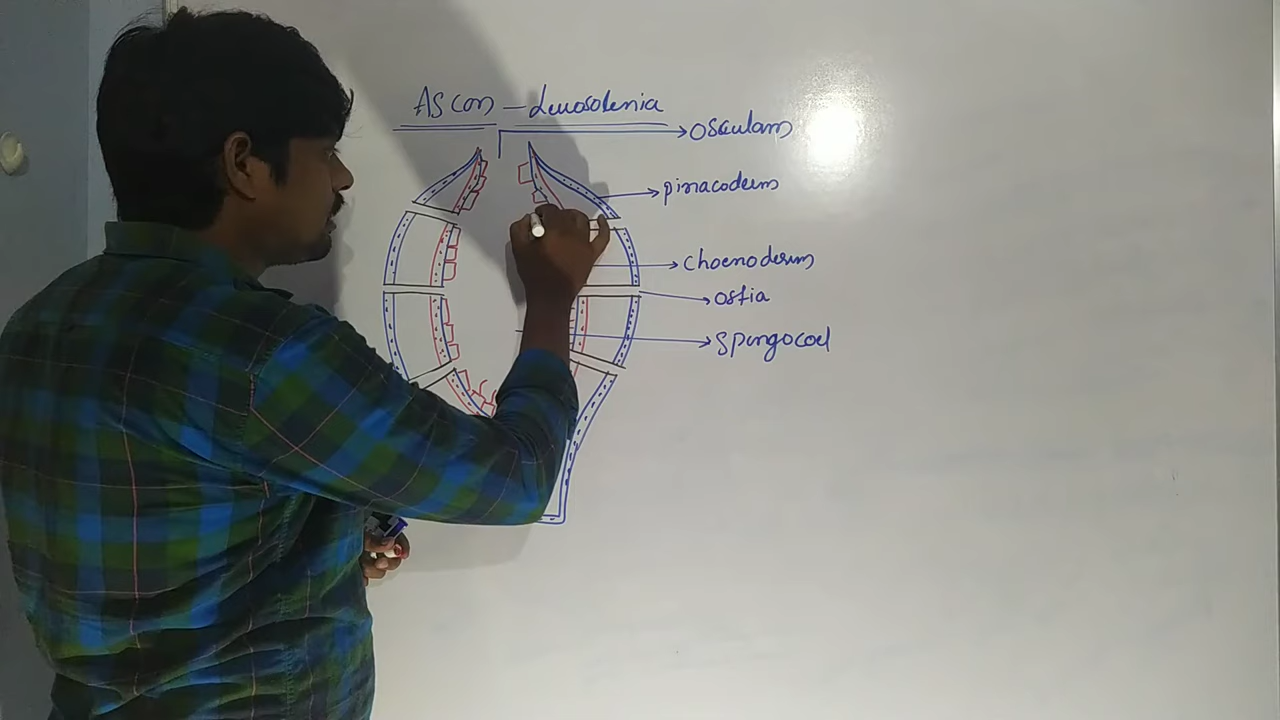 Ascon - Leucosolenia
Osculam
pinacoderm
choenoderm
ostia
spongocoel